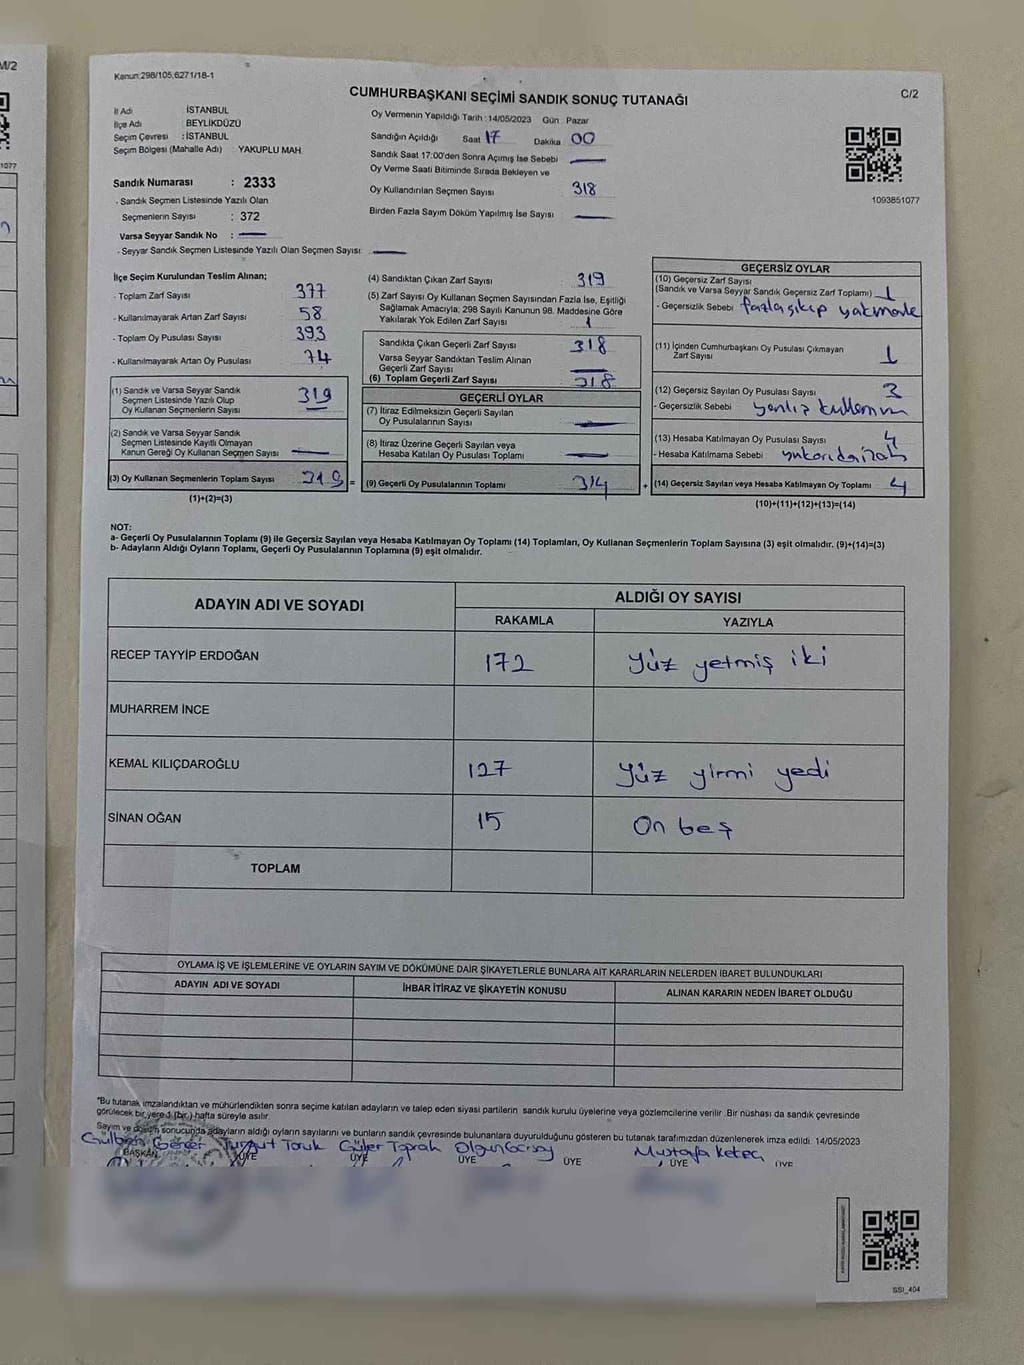 M/2
1077
Kanun:298/105,6271/18-1
C/2
CUMHURBAŞKANI SEÇİMİ SANDIK SONUÇ TUTANAĞI
İl Adı İSTANBUL
İlçe Adı BEYLİKDÜZÜ
Seçim Çevresi : İSTANBUL
Seçim Bölgesi (Mahalle Adı) YAKUPLU MAH.
Oy Vermenin Yapıldığı Tarih : 14/05/2023 Gün : Pazar
Sandığın Açıldığı Saat 17 Dakika 00
Sandık Saat 17:00'den Sonra Açımış İse Sebebi
Oy Verme Saati Bitiminde Sırada Bekleyen ve
Oy Kullandırılan Seçmen Sayısı 318
Birden Fazla Sayım Döküm Yapılmış İse Sayısı
1093851077
Sandık Numarası : 2333
- Sandık Seçmen Listesinde Yazılı Olan
Seçmenlerin Sayısı : 372
Varsa Seyyar Sandık No :
- Seyyar Sandık Seçmen Listesinde Yazılı Olan Seçmen Sayısı:
İlçe Seçim Kurulundan Teslim Alınan;
- Toplam Zarf Sayısı 377
- Kullanılmayarak Artan Zarf Sayısı 58
- Toplam Oy Pusulası Sayısı 393
- Kullanılmayarak Artan Oy Pusulası 74
(1) Sandık ve Varsa Seyyar Sandık
Seçmen Listesinde Yazılı Olup
Oy Kullanan Seçmenlerin Sayısı 319
(2) Sandık ve Varsa Seyyar Sandık
Seçmen Listesinde Kayıtlı Olmayan
Kanun Gereği Oy Kullanan Seçmen Sayısı
(3) Oy Kullanan Seçmenlerin Toplam Sayısı 319 =
(1)+(2)=(3)
(4) Sandıktan Çıkan Zarf Sayısı 319
(5) Zarf Sayısı Oy Kullanan Seçmen Sayısından Fazla İse, Eşitliği
Sağlamak Amacıyla, 298 Sayılı Kanunun 98. Maddesine Göre
Yakılarak Yok Edilen Zarf Sayısı 1
Sandıkta Çıkan Geçerli Zarf Sayısı 318
Varsa Seyyar Sandıktan Teslim Alınan
Geçerli Zarf Sayısı
(6) Toplam Geçerli Zarf Sayısı 318
GEÇERLİ OYLAR
(7) İtiraz Edilmeksizin Geçerli Sayılan
Oy Pusulalarının Sayısı
(8) İtiraz Üzerine Geçerli Sayılan veya
Hesaba Katılan Oy Pusulası Toplamı
(9) Geçerli Oy Pusulalarının Toplamı 314 +
GEÇERSİZ OYLAR
(10) Geçersiz Zarf Sayısı
(Sandık ve Varsa Seyyar Sandık Geçersiz Zarf Toplamı) 1
- Geçersizlik Sebebi fazla çıkıp yakmak
(11) İçinden Cumhurbaşkanı Oy Pusulası Çıkmayan
Zarf Sayısı 1
(12) Geçersiz Sayılan Oy Pusulası Sayısı 3
- Geçersizlik Sebebi yanlış kullanım
(13) Hesaba Katılmayan Oy Pusulası Sayısı 4
- Hesaba Katılmama Sebebi
(14) Geçersiz Sayılan veya Hesaba Katılmayan Oy Toplamı 4
(10)+(11)+(12)+(13)=(14)
NOT:
a- Geçerli Oy Pusulalarının Toplamı (9) ile Geçersiz Sayılan veya Hesaba Katılmayan Oy Toplamı (14) Toplamları, Oy Kullanan Seçmenlerin Toplam Sayısına (3) eşit olmalıdır. (9)+(14)=(3)
b- Adayların Aldığı Oyların Toplamı, Geçerli Oy Pusulalarının Toplamına (9) eşit olmalıdır.
ADAYIN ADI VE SOYADI ALDIĞI OY SAYISI
RAKAMLA YAZIYLA
RECEP TAYYİP ERDOĞAN 172 Yüz yetmiş iki
MUHARREM İNCE
KEMAL KILIÇDAROĞLU 127 Yüz yirmi yedi
SİNAN OĞAN 15 On beş
TOPLAM
OYLAMA İŞ VE İŞLEMLERİNE VE OYLARIN SAYIM VE DÖKÜMÜNE DAİR ŞİKAYETLERLE BUNLARA AİT KARARLARIN NELERDEN İBARET BULUNDUKLARI
ADAYIN ADI VE SOYADI İHBAR İTİRAZ VE ŞİKAYETİN KONUSU ALINAN KARARIN NEDEN İBARET OLDUĞU
"Bu tutanak imzalandıktan ve mühürlendikten sonra seçime katılan adayların ve talep eden siyasi partilerin sandık kurulu üyelerine veya gözlemcilerine verilir .Bir nüshası da sandık çevresinde
görülecek bir yere 1 (bir ) hafta süreyle asılır.
Sayım ve döküm sonucunda adayların aldığı oyların sayılarını ve bunların sandık çevresinde bulunanlara duyurulduğunu gösteren bu tutanak tarafımızdan düzenlenerek imza edildi. 14/05/2023
Turgut Toruk Güler Toprak Mustafa Keteç
BAŞKAN ÜYE ÜYE ÜYE ÜYE ÜYE ÜYE
SSI_404